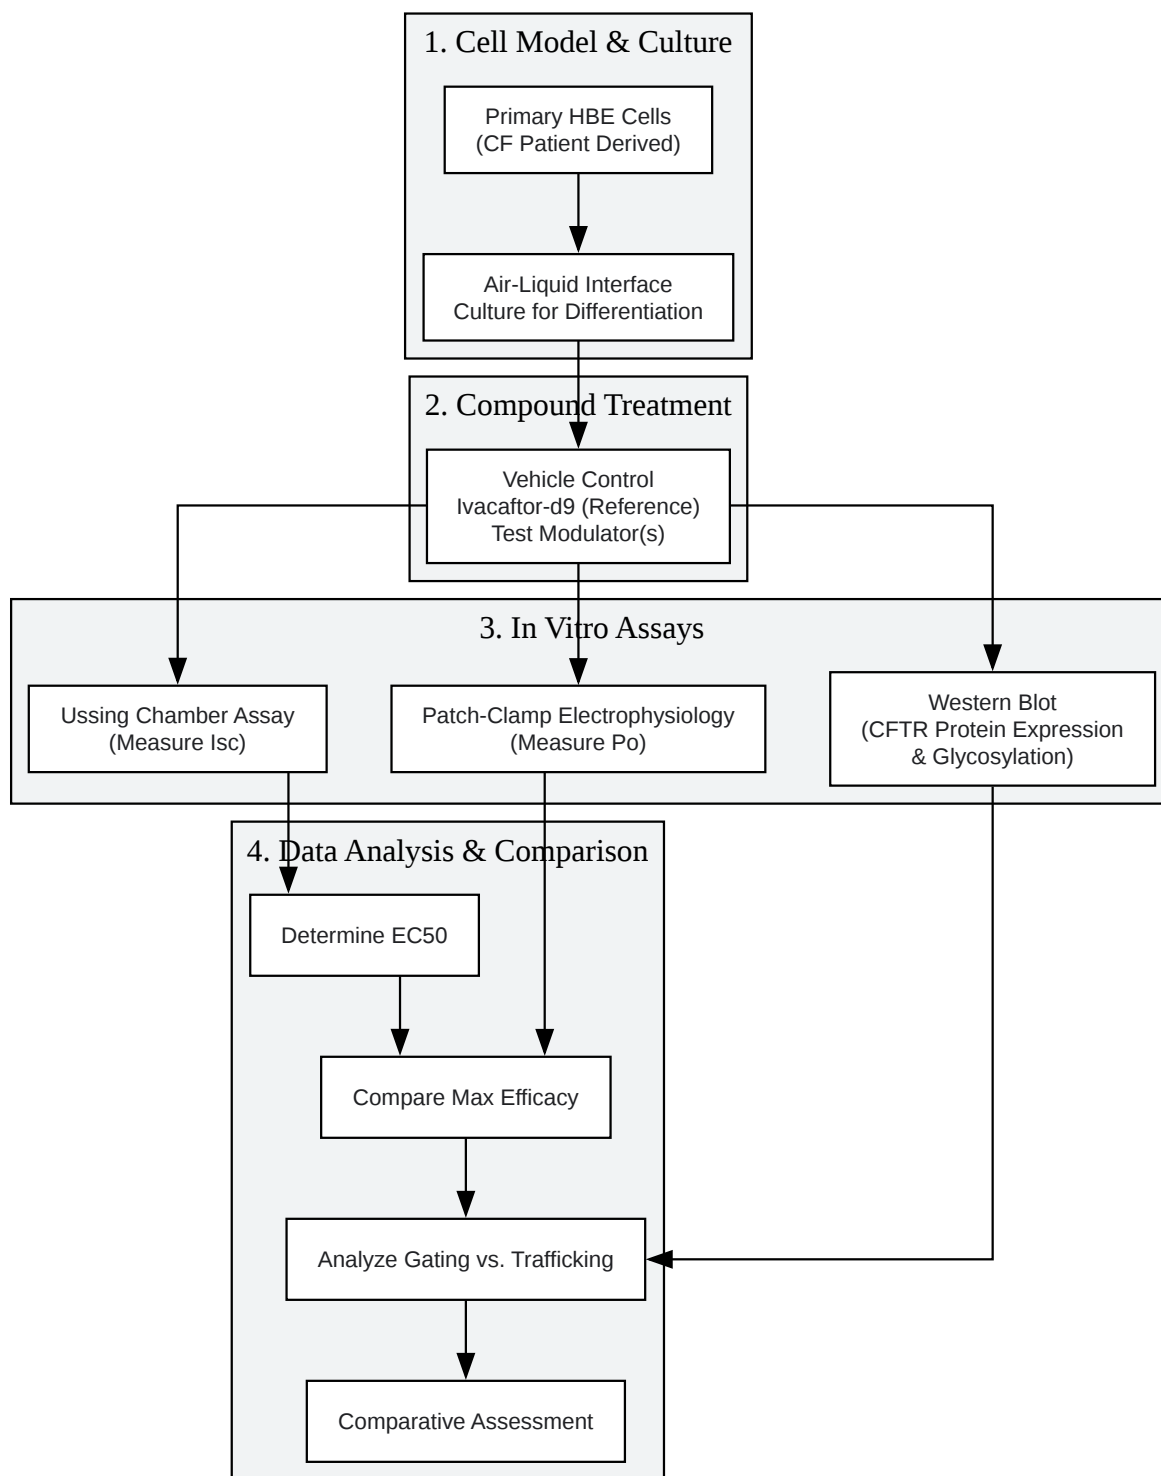 1. Cell Model & Culture
Primary HBE Cells
(CF Patient Derived)
Air-Liquid Interface
Culture for Differentiation
2. Compound Treatment
Vehicle Control
Ivacaftor-d9 (Reference)
Test Modulator(s)
3. In Vitro Assays
Ussing Chamber Assay
(Measure Isc)
Patch-Clamp Electrophysiology
(Measure Po)
Western Blot
(CFTR Protein Expression
& Glycosylation)
4. Data Analysis & Comparison
Determine EC50
Compare Max Efficacy
Analyze Gating vs. Trafficking
Comparative Assessment